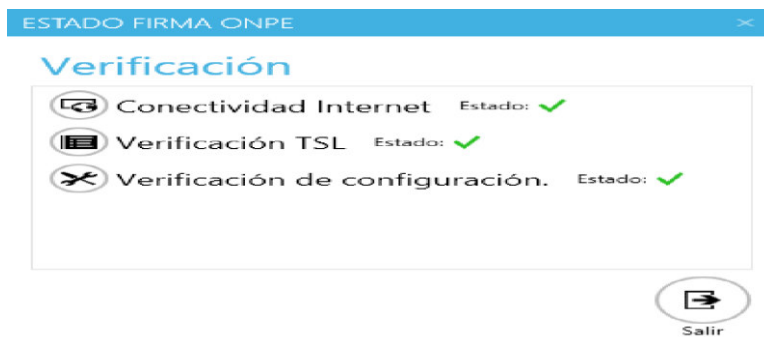 ESTADO FIRMA ONPE
Verificación
Conectividad Internet Estado:
Verificación TSL Estado:
Verificación de configuración. Estado:
Salir